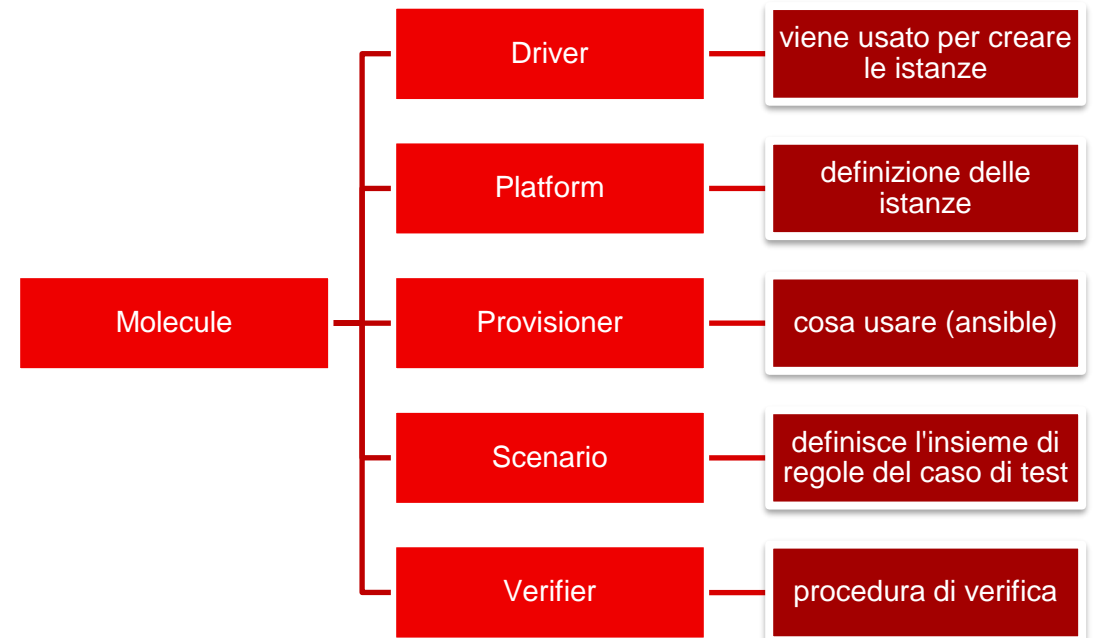 Driver
viene usato per creare
le istanze
Platform
definizione delle
istanze
Molecule
Provisioner
cosa usare (ansible)
Scenario
definisce l'insieme di
regole del caso di test
Verifier
procedura di verifica